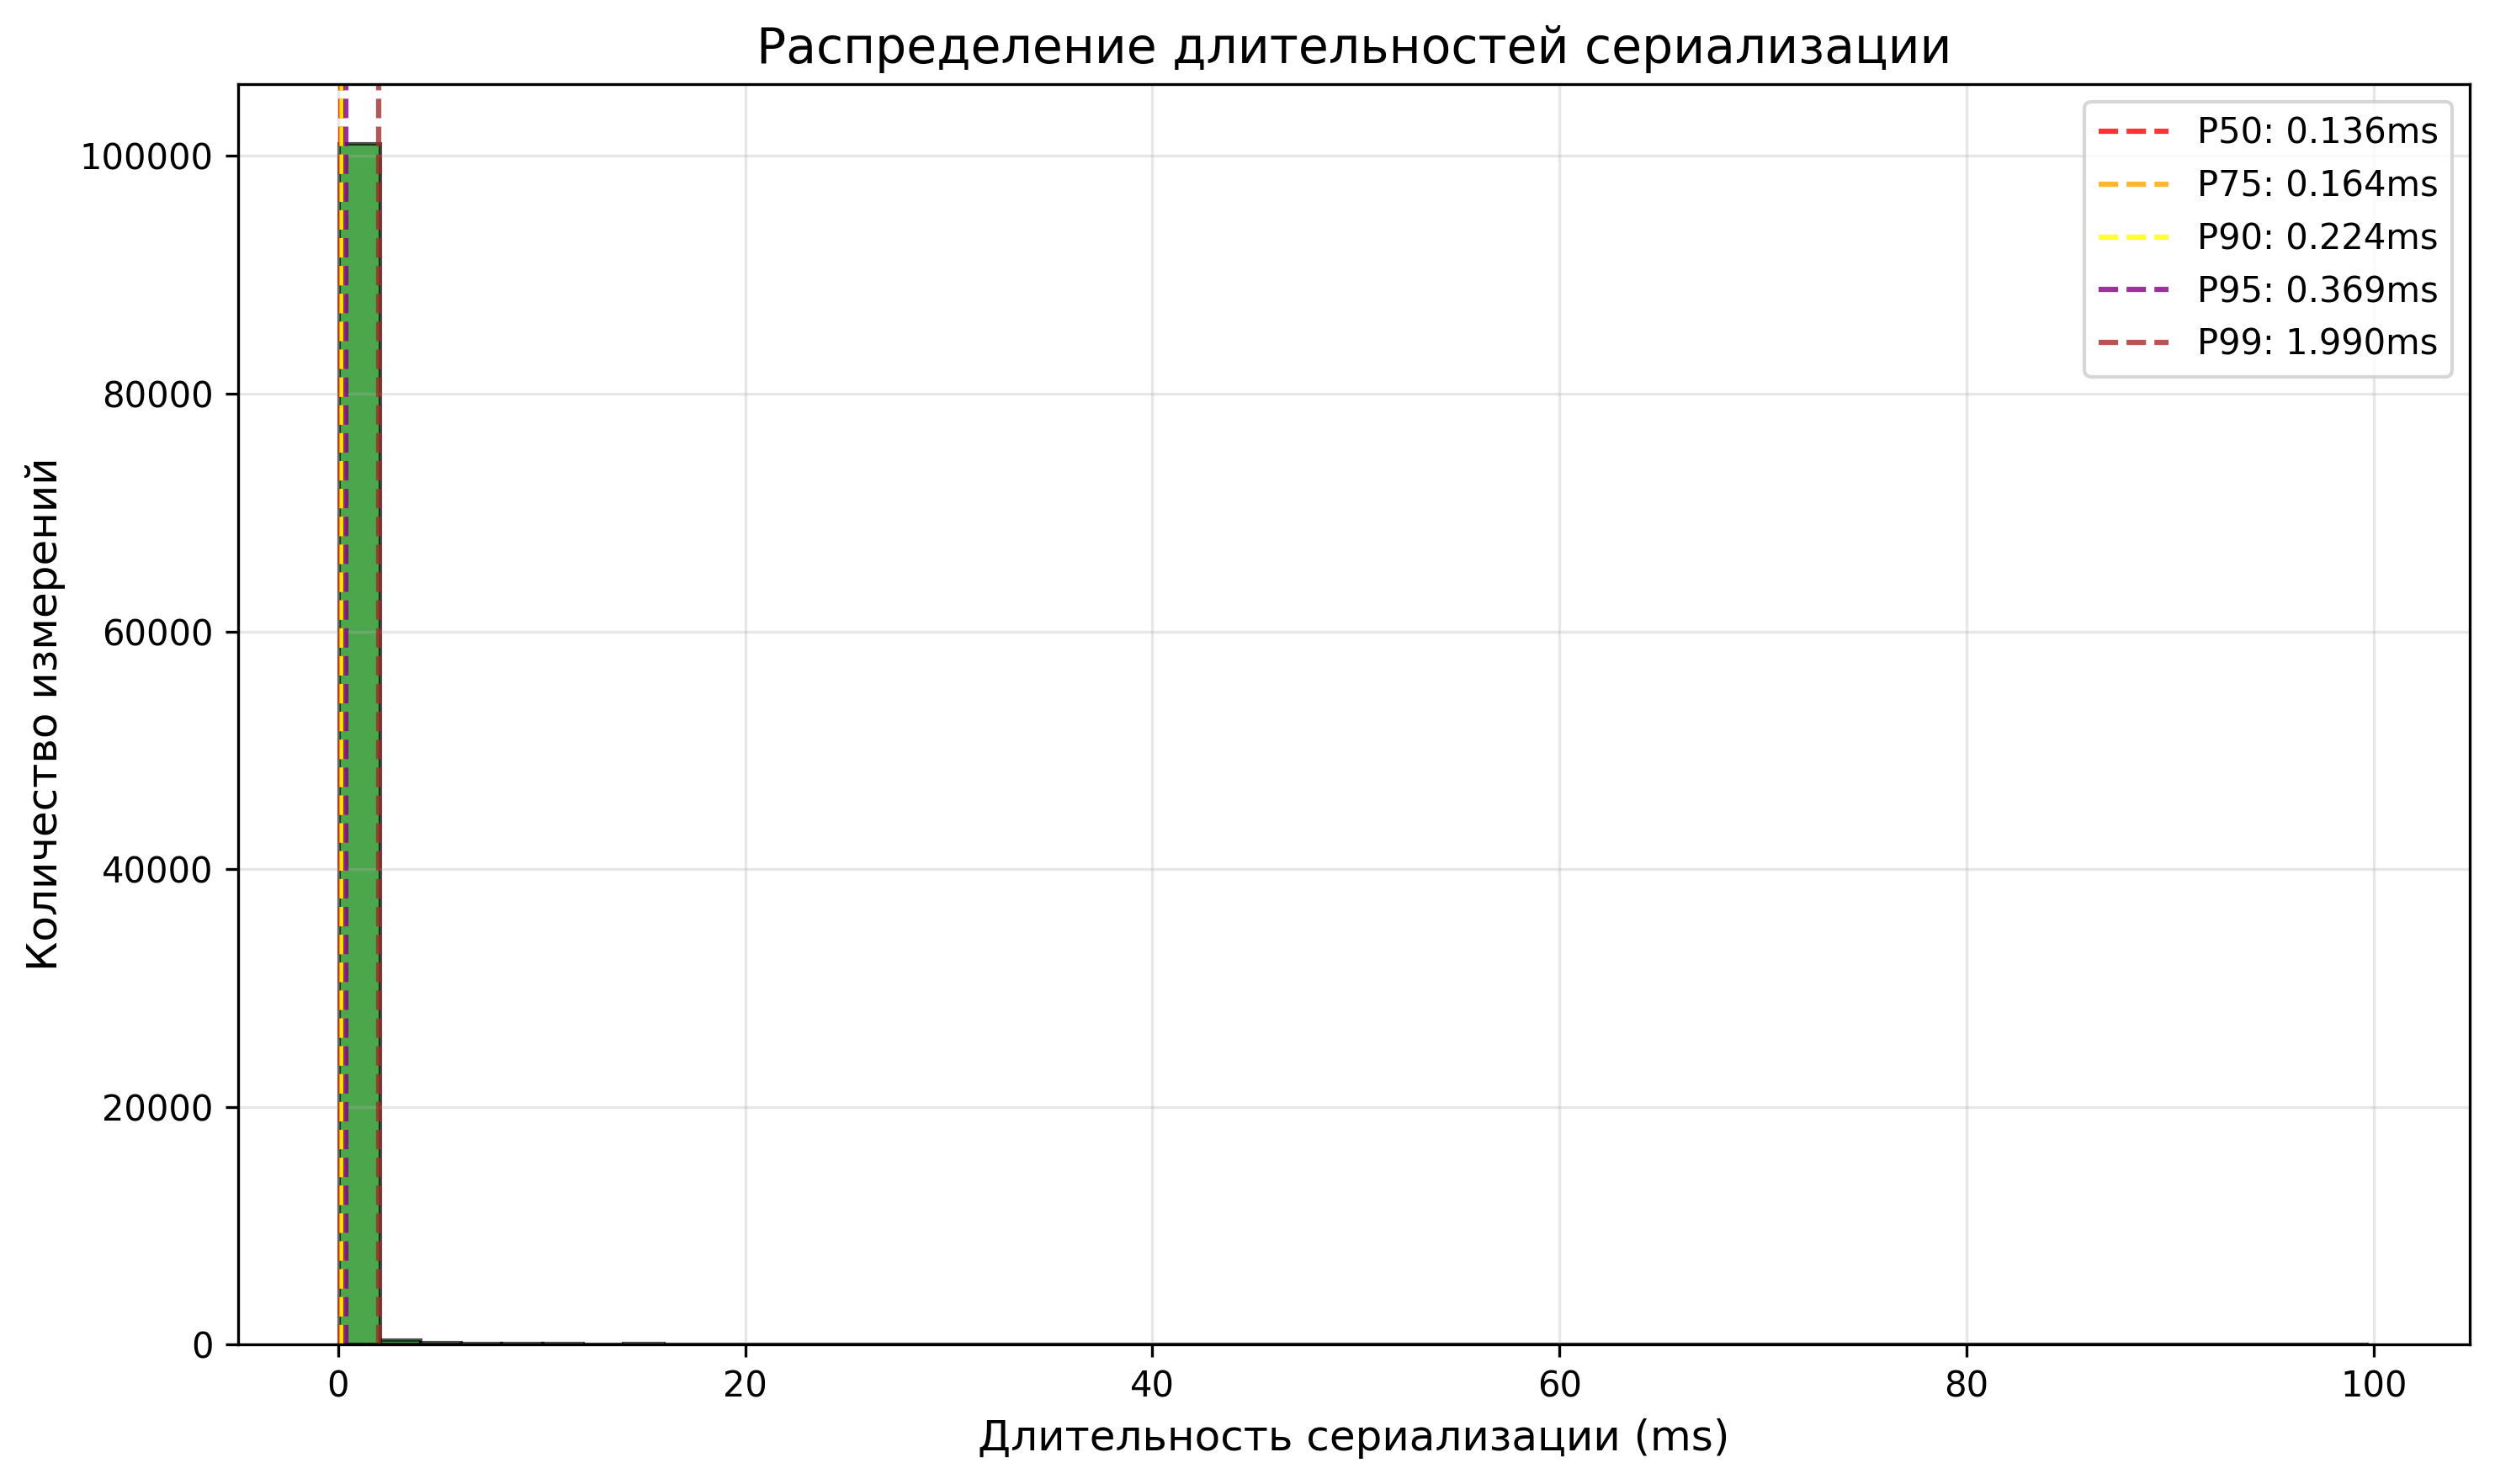 Распределение длительностей сериализации
Количество измерений
100000
80000
60000
40000
20000
0
P50: 0.136ms
P75: 0.164ms
P90: 0.224ms
P95: 0.369ms
P99: 1.990ms
0 20 40 60 80 100
Длительность сериализации (ms)